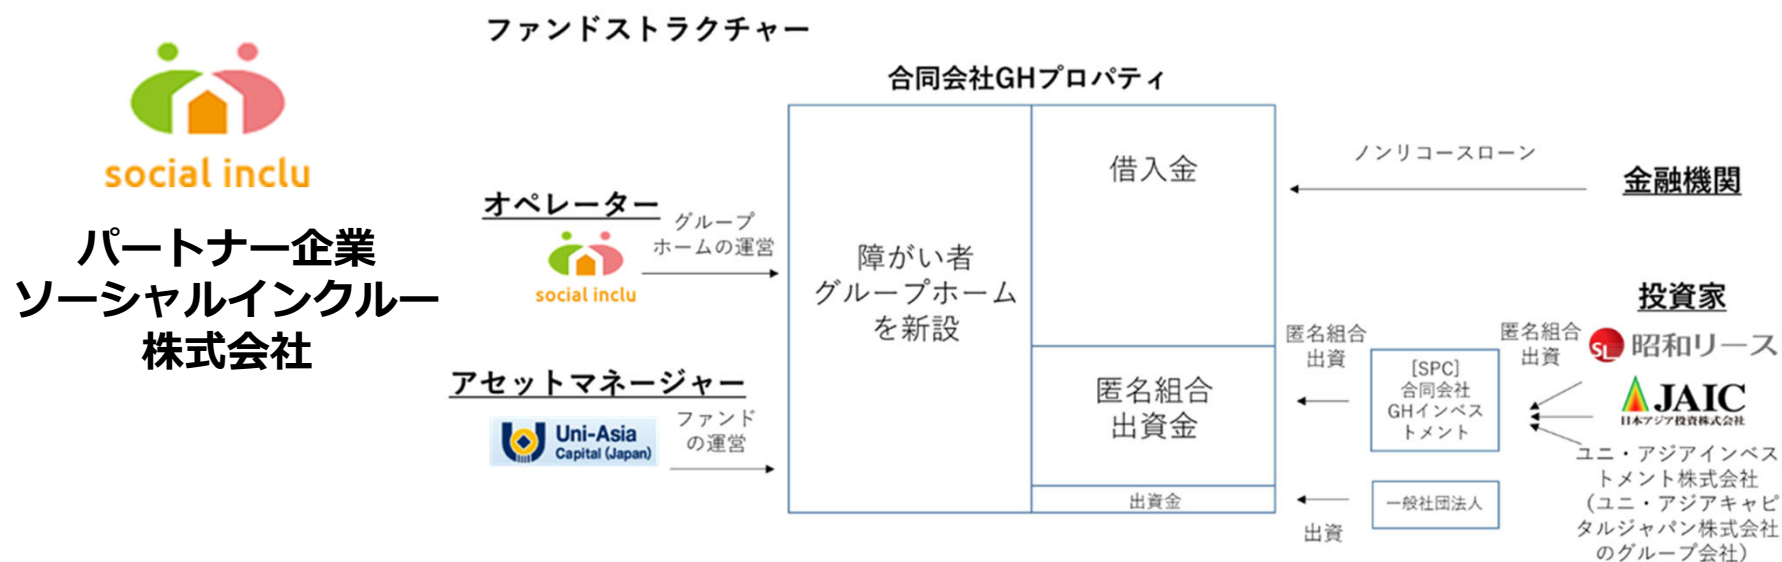 social inclu
パートナー企業
ソーシャルインクルー
株式会社
ファンドストラクチャー
合同会社GHプロパティ
オペレーター
グループ
ホームの運営
social inclu
アセットマネージャー
Uni-Asia
Capital (Japan)
ファンド
の運営
障がい者
グループホーム
を新設
借入金
匿名組合
出資金
出資金
ノンリコースローン
金融機関
匿名組合
出資
[SPC]
合同会社
GHインベス
トメント
出資
一般社団法人
投資家
匿名組合
出資
SL 昭和リース
JAIC
日本アジア投資株式会社
ユニ・アジアインベス
トメント株式会社
（ユニ・アジアキャピ
タルジャパン株式会社
のグループ会社）